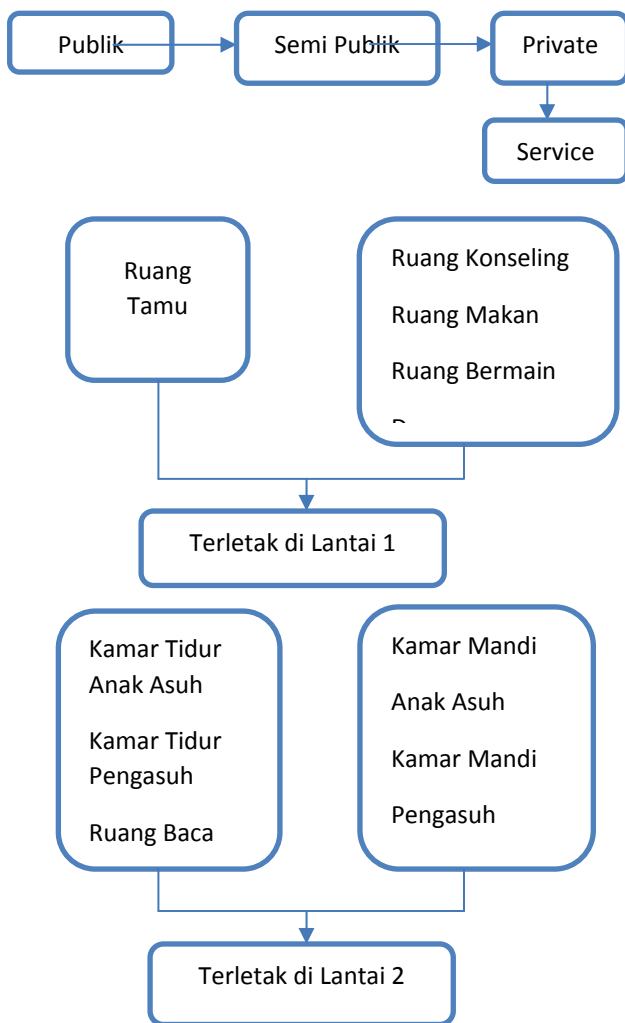 Publik
Semi Publik
Private
Service
Ruang
Tamu
Ruang Konseling
Ruang Makan
Ruang Bermain
Terletak di Lantai 1
Kamar Tidur
Anak Asuh
Kamar Tidur
Pengasuh
Ruang Baca
Kamar Mandi
Anak Asuh
Kamar Mandi
Pengasuh
Terletak di Lantai 2